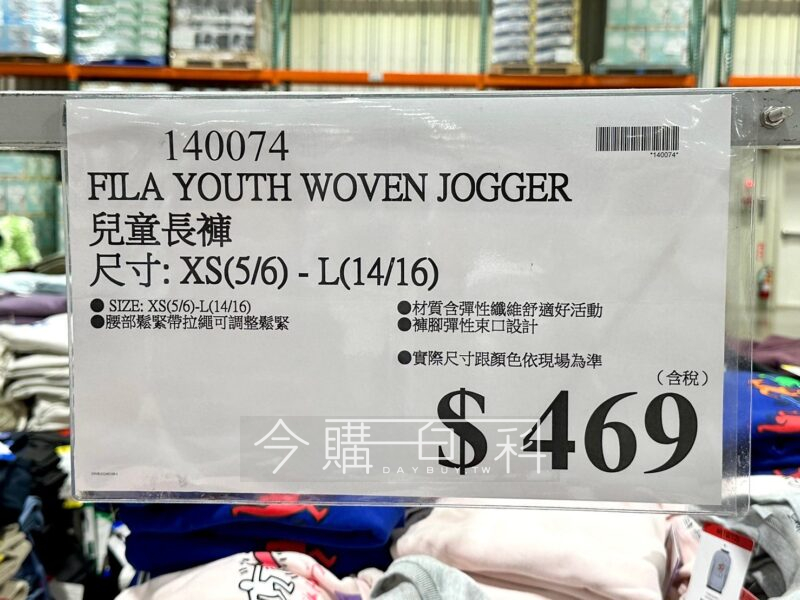 140074
*140074*
FILA YOUTH WOVEN JOGGER
兒童長褲
尺寸: XS(5/6) - L(14/16)
● SIZE: XS(5/6)-L(14/16)
●腰部鬆緊帶拉繩可調整鬆緊
●材質含彈性纖維舒適好活動
●褲腳彈性束口設計
●實際尺寸跟顏色依現場為準
(含稅)
$ 469
今購百科
DAYBUY.TW